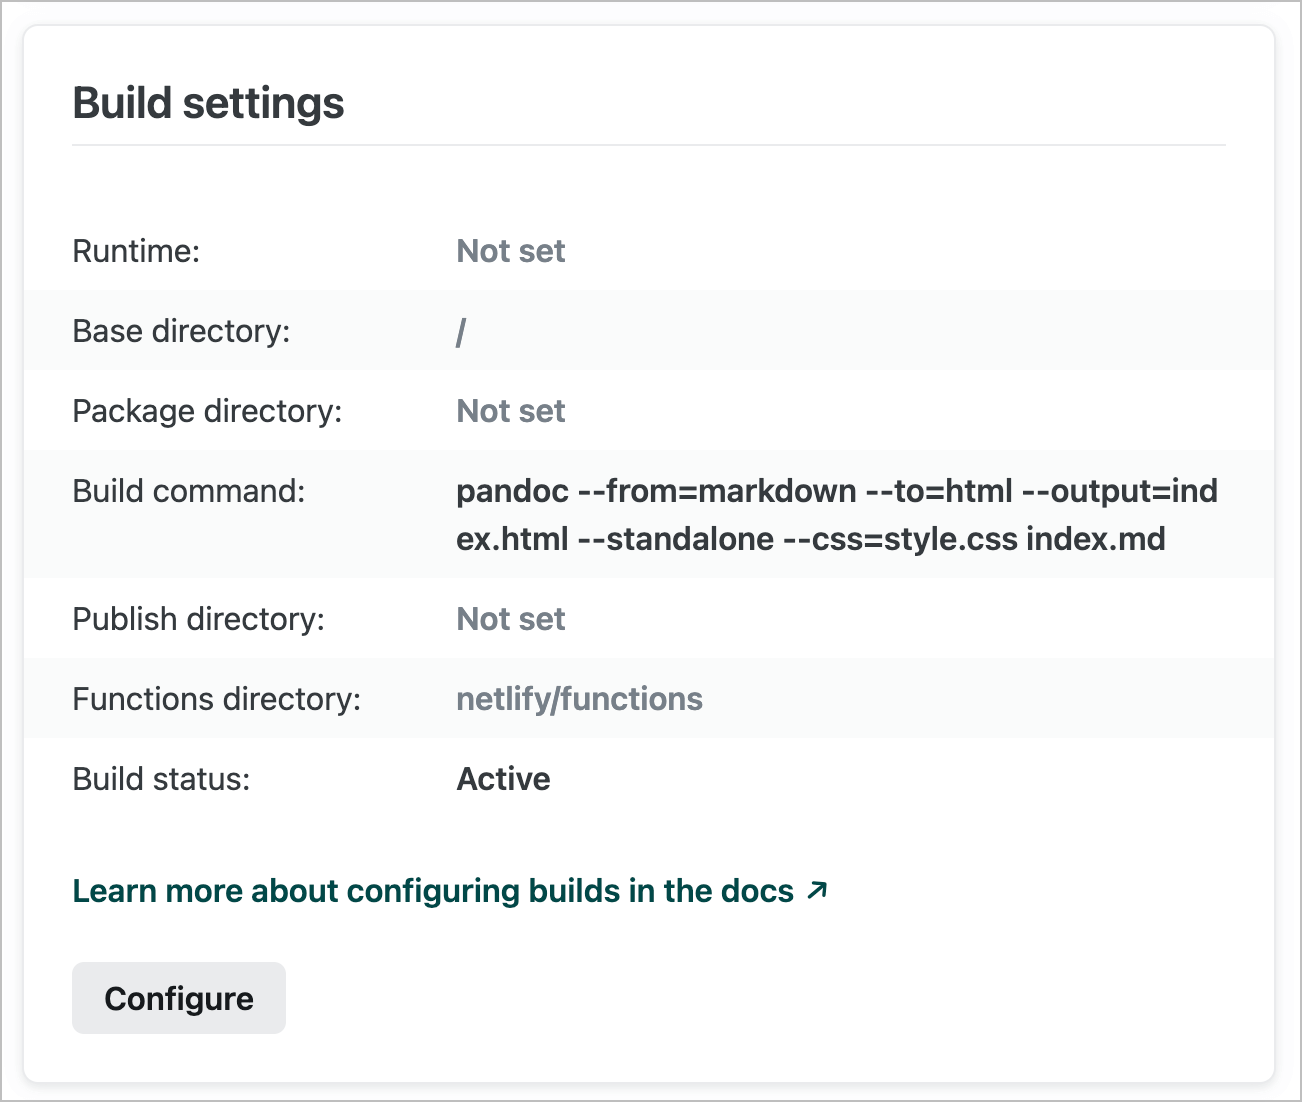 Build settings
Runtime: Not set
Base directory: /
Package directory: Not set
Build command: pandoc --from=markdown --to=html --output=ind
ex.html --standalone --css=style.css index.md
Publish directory: Not set
Functions directory: netlify/functions
Build status: Active
Learn more about configuring builds in the docs ↗
Configure